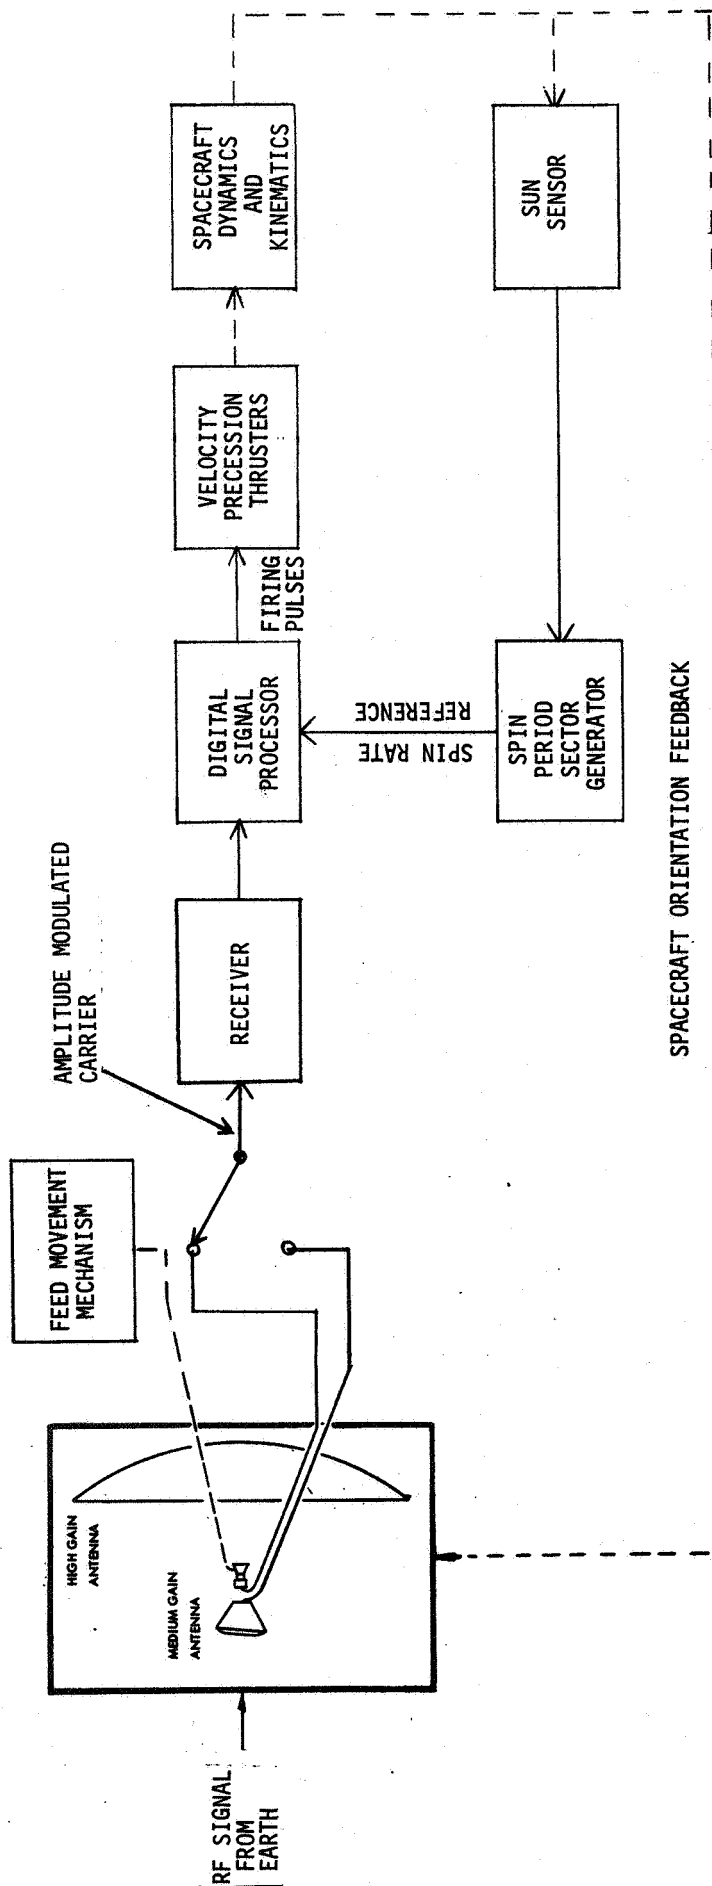 RF SIGNAL
FROM
EARTH
HIGH GAIN
ANTENNA
MEDIUM GAIN
ANTENNA
FEED MOVEMENT
MECHANISM
AMPLITUDE MODULATED
CARRIER
RECEIVER
DIGITAL
SIGNAL
PROCESSOR
FIRING
PULSES
VELOCITY
PRECESSION
THRUSTERS
SPACECRAFT
DYNAMICS
AND
KINEMATICS
SPIN RATE
REFERENCE
SPIN
PERIOD
SECTOR
GENERATOR
SUN
SENSOR
SPACECRAFT ORIENTATION FEEDBACK